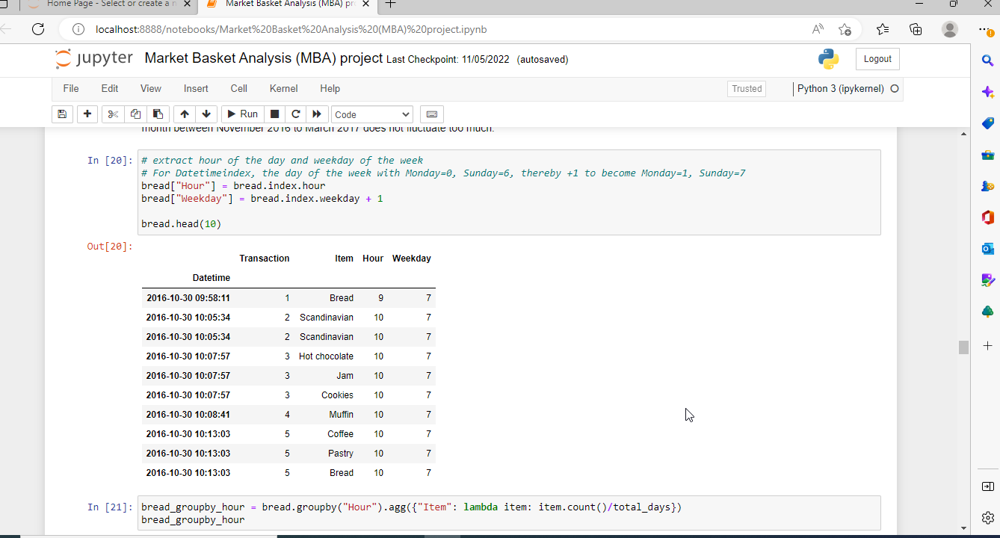 Home Page - Select or create a n
Market Basket Analysis (MBA) pr
localhost:8888/notebooks/Market%20Basket%20Analysis%20(MBA)%20project.ipynb
jupyter Market Basket Analysis (MBA) project Last Checkpoint: 11/05/2022 (autosaved)
Logout
File Edit View Insert Cell Kernel Help
Trusted
Python 3 (ipykernel)
Run
Code
month between November 2016 to March 2017 does not fluctuate too much.
In [20]:
# extract hour of the day and weekday of the week
# For Datetimeindex, the day of the week with Monday=0, Sunday=6, thereby +1 to become Monday=1, Sunday=7
bread["Hour"] = bread.index.hour
bread["Weekday"] = bread.index.weekday + 1
bread.head(10)
Out[20]:
Transaction Item Hour Weekday
Datetime
2016-10-30 09:58:11 1 Bread 9 7
2016-10-30 10:05:34 2 Scandinavian 10 7
2016-10-30 10:05:34 2 Scandinavian 10 7
2016-10-30 10:07:57 3 Hot chocolate 10 7
2016-10-30 10:07:57 3 Jam 10 7
2016-10-30 10:07:57 3 Cookies 10 7
2016-10-30 10:08:41 4 Muffin 10 7
2016-10-30 10:13:03 5 Coffee 10 7
2016-10-30 10:13:03 5 Pastry 10 7
2016-10-30 10:13:03 5 Bread 10 7
In [21]:
bread_groupby_hour = bread.groupby("Hour").agg({"Item": lambda item: item.count()/total_days})
bread_groupby_hour